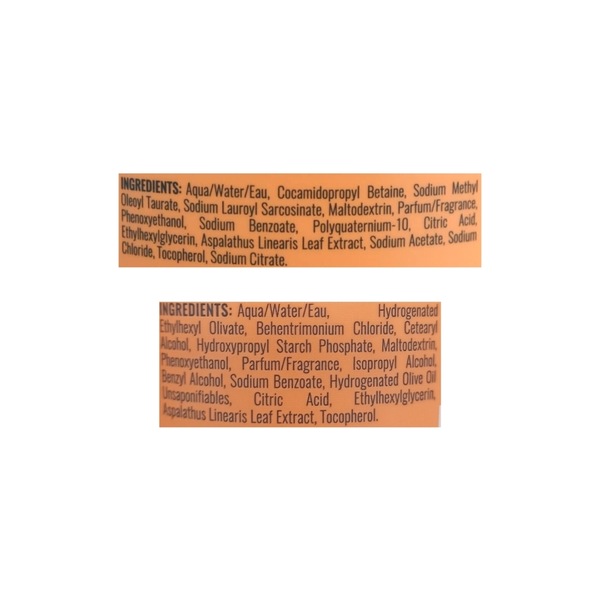 INGREDIENTS: Aqua/Water/Eau, Cocamidopropyl Betaine, Sodium Methyl
Oleoyl Taurate, Sodium Lauroyl Sarcosinate, Maltodextrin, Parfum/Fragrance,
Phenoxyethanol, Sodium Benzoate, Polyquaternium-10, Citric Acid,
Ethylhexylglycerin, Aspalathus Linearis Leaf Extract, Sodium Acetate, Sodium
Chloride, Tocopherol, Sodium Citrate.
INGREDIENTS: Aqua/Water/Eau, Hydrogenated
Ethylhexyl Olivate, Behentrimonium Chloride, Cetearyl
Alcohol, Hydroxypropyl Starch Phosphate, Maltodextrin,
Phenoxyethanol, Parfum/Fragrance, Isopropyl Alcohol,
Benzyl Alcohol, Sodium Benzoate, Hydrogenated Olive Oil
Unsaponifiables, Citric Acid, Ethylhexylglycerin,
Aspalathus Linearis Leaf Extract, Tocopherol.